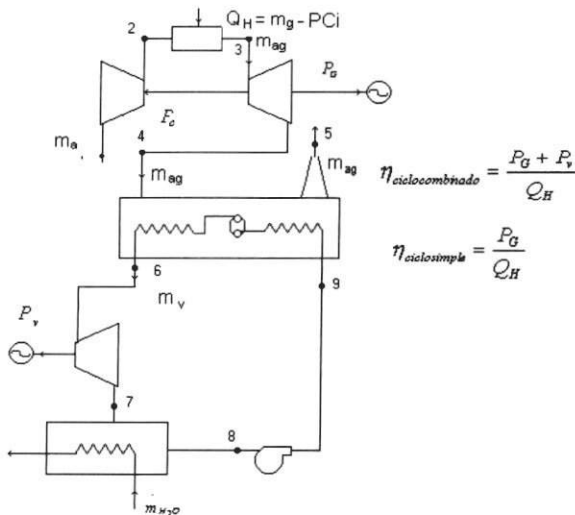 Q_H = m_g - PCi
2
3
m_ag
P_G
F_c
m_a
4
5
m_ag
m_ag
η_ciclocombinado = (P_G + P_v) / Q_H
η_ciclosimple = P_G / Q_H
6
9
m_v
P_v
7
8
m_H2O